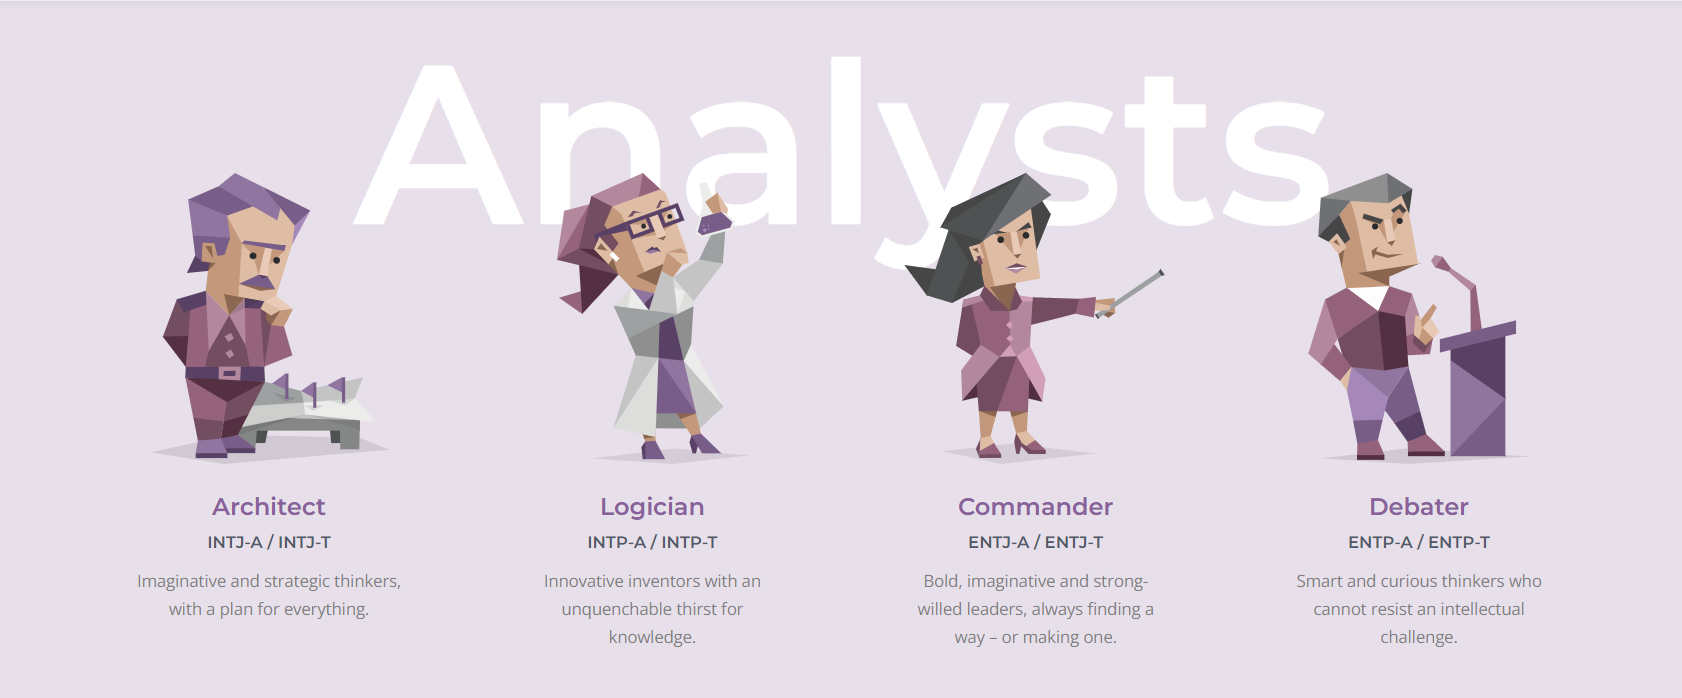 Analysts
Architect
INTJ-A / INTJ-T
Imaginative and strategic thinkers,
with a plan for everything.
Logician
INTP-A / INTP-T
Innovative inventors with an
unquenchable thirst for
knowledge.
Commander
ENTJ-A / ENTJ-T
Bold, imaginative and strong-
willed leaders, always finding a
way – or making one.
Debater
ENTP-A / ENTP-T
Smart and curious thinkers who
cannot resist an intellectual
challenge.